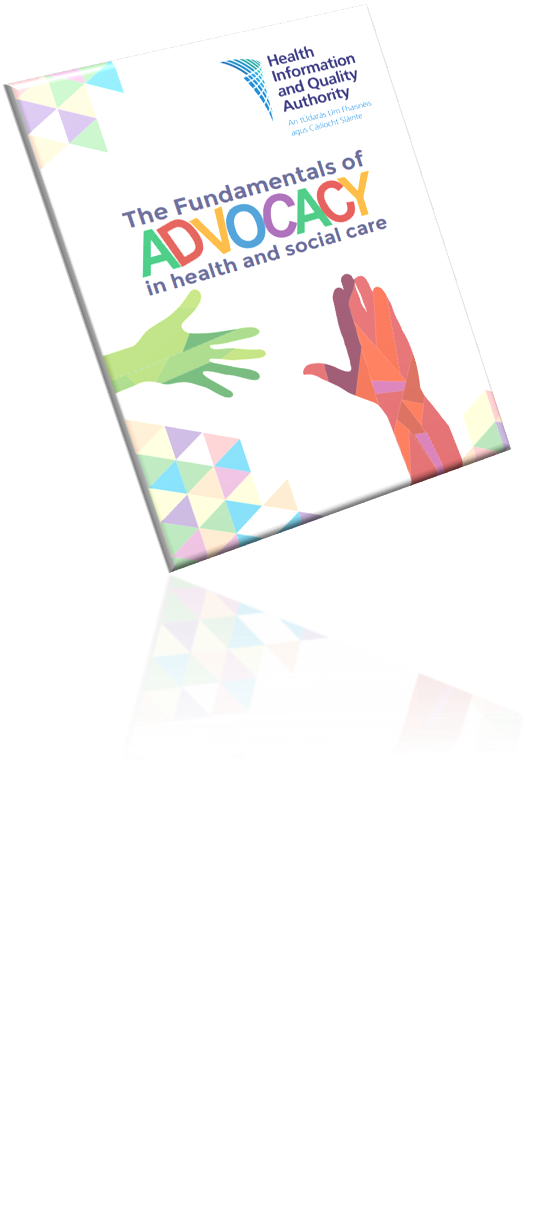 Health
Information
and Quality
Authority
An tÚdarás Um Fhaisnéis
agus Cáilíocht Sláinte
The Fundamentals of
ADVOCACY
in health and social care